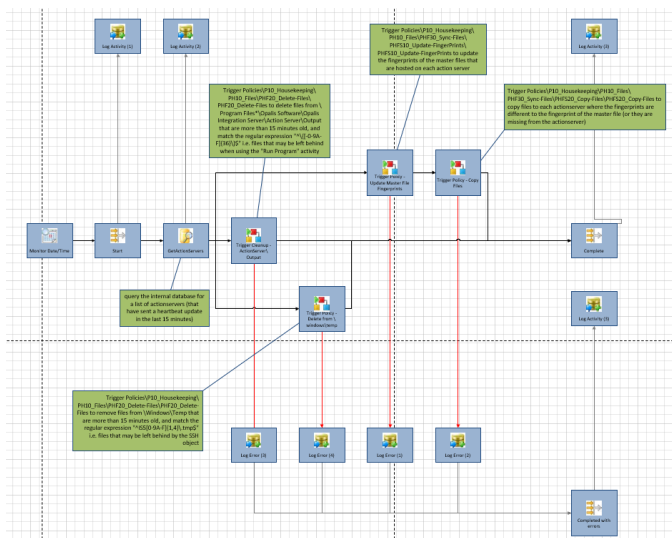 Log Activity (1)
Log Activity (2)
Trigger Policies\P10_Housekeeping\
PH10_Files\PHF30_Sync-Files\
PHFS10_Update-FingerPrints\
PHFS10_Update-FingerPrints to update
the fingerprints of the master files that
are hosted on each action server
Log Activity (3)
Trigger Policies\P10_Housekeeping\
PH10_Files\PHF20_Delete-Files\
PHF20_Delete-Files to delete files from \
Program Files*\Opalis Software\Opalis
Integration Server\Action Server\Output
that are more than 15 minutes old, and
match the regular expression
i.e. files that may be left behind
when using the "Run Program" activity
Trigger Policies\P10_Housekeeping\PH10_Files\
PHF30_Sync-Files\PHFS20_Copy-Files\PHFS20_Copy-Files to
copy files to each actionserver where the fingerprints are
different to the fingerprint of the master file (or they are
missing from the actionserver)
Trigger Policy -
Update Master File
Fingerprints
Trigger Policy - Copy
Files
Monitor Date/Time
Start
GetActionServers
Trigger Cleanup -
ActionServer\
Output
Complete
query the internal database for
a list of actionservers (that
have sent a heartbeat update
in the last 15 minutes)
Trigger Policy -
Delete from \
windows\temp
Log Activity (3)
Trigger Policies\P10_Housekeeping\
PH10_Files\PHF20_Delete-Files\PHF20_Delete-
Files to remove files from \Windows\Temp that
are more than 15 minutes old, and match the
regular expression
i.e. files that may be left behind by the SSH
object
Log Error (3)
Log Error (4)
Log Error (1)
Log Error (2)
Completed with
errors